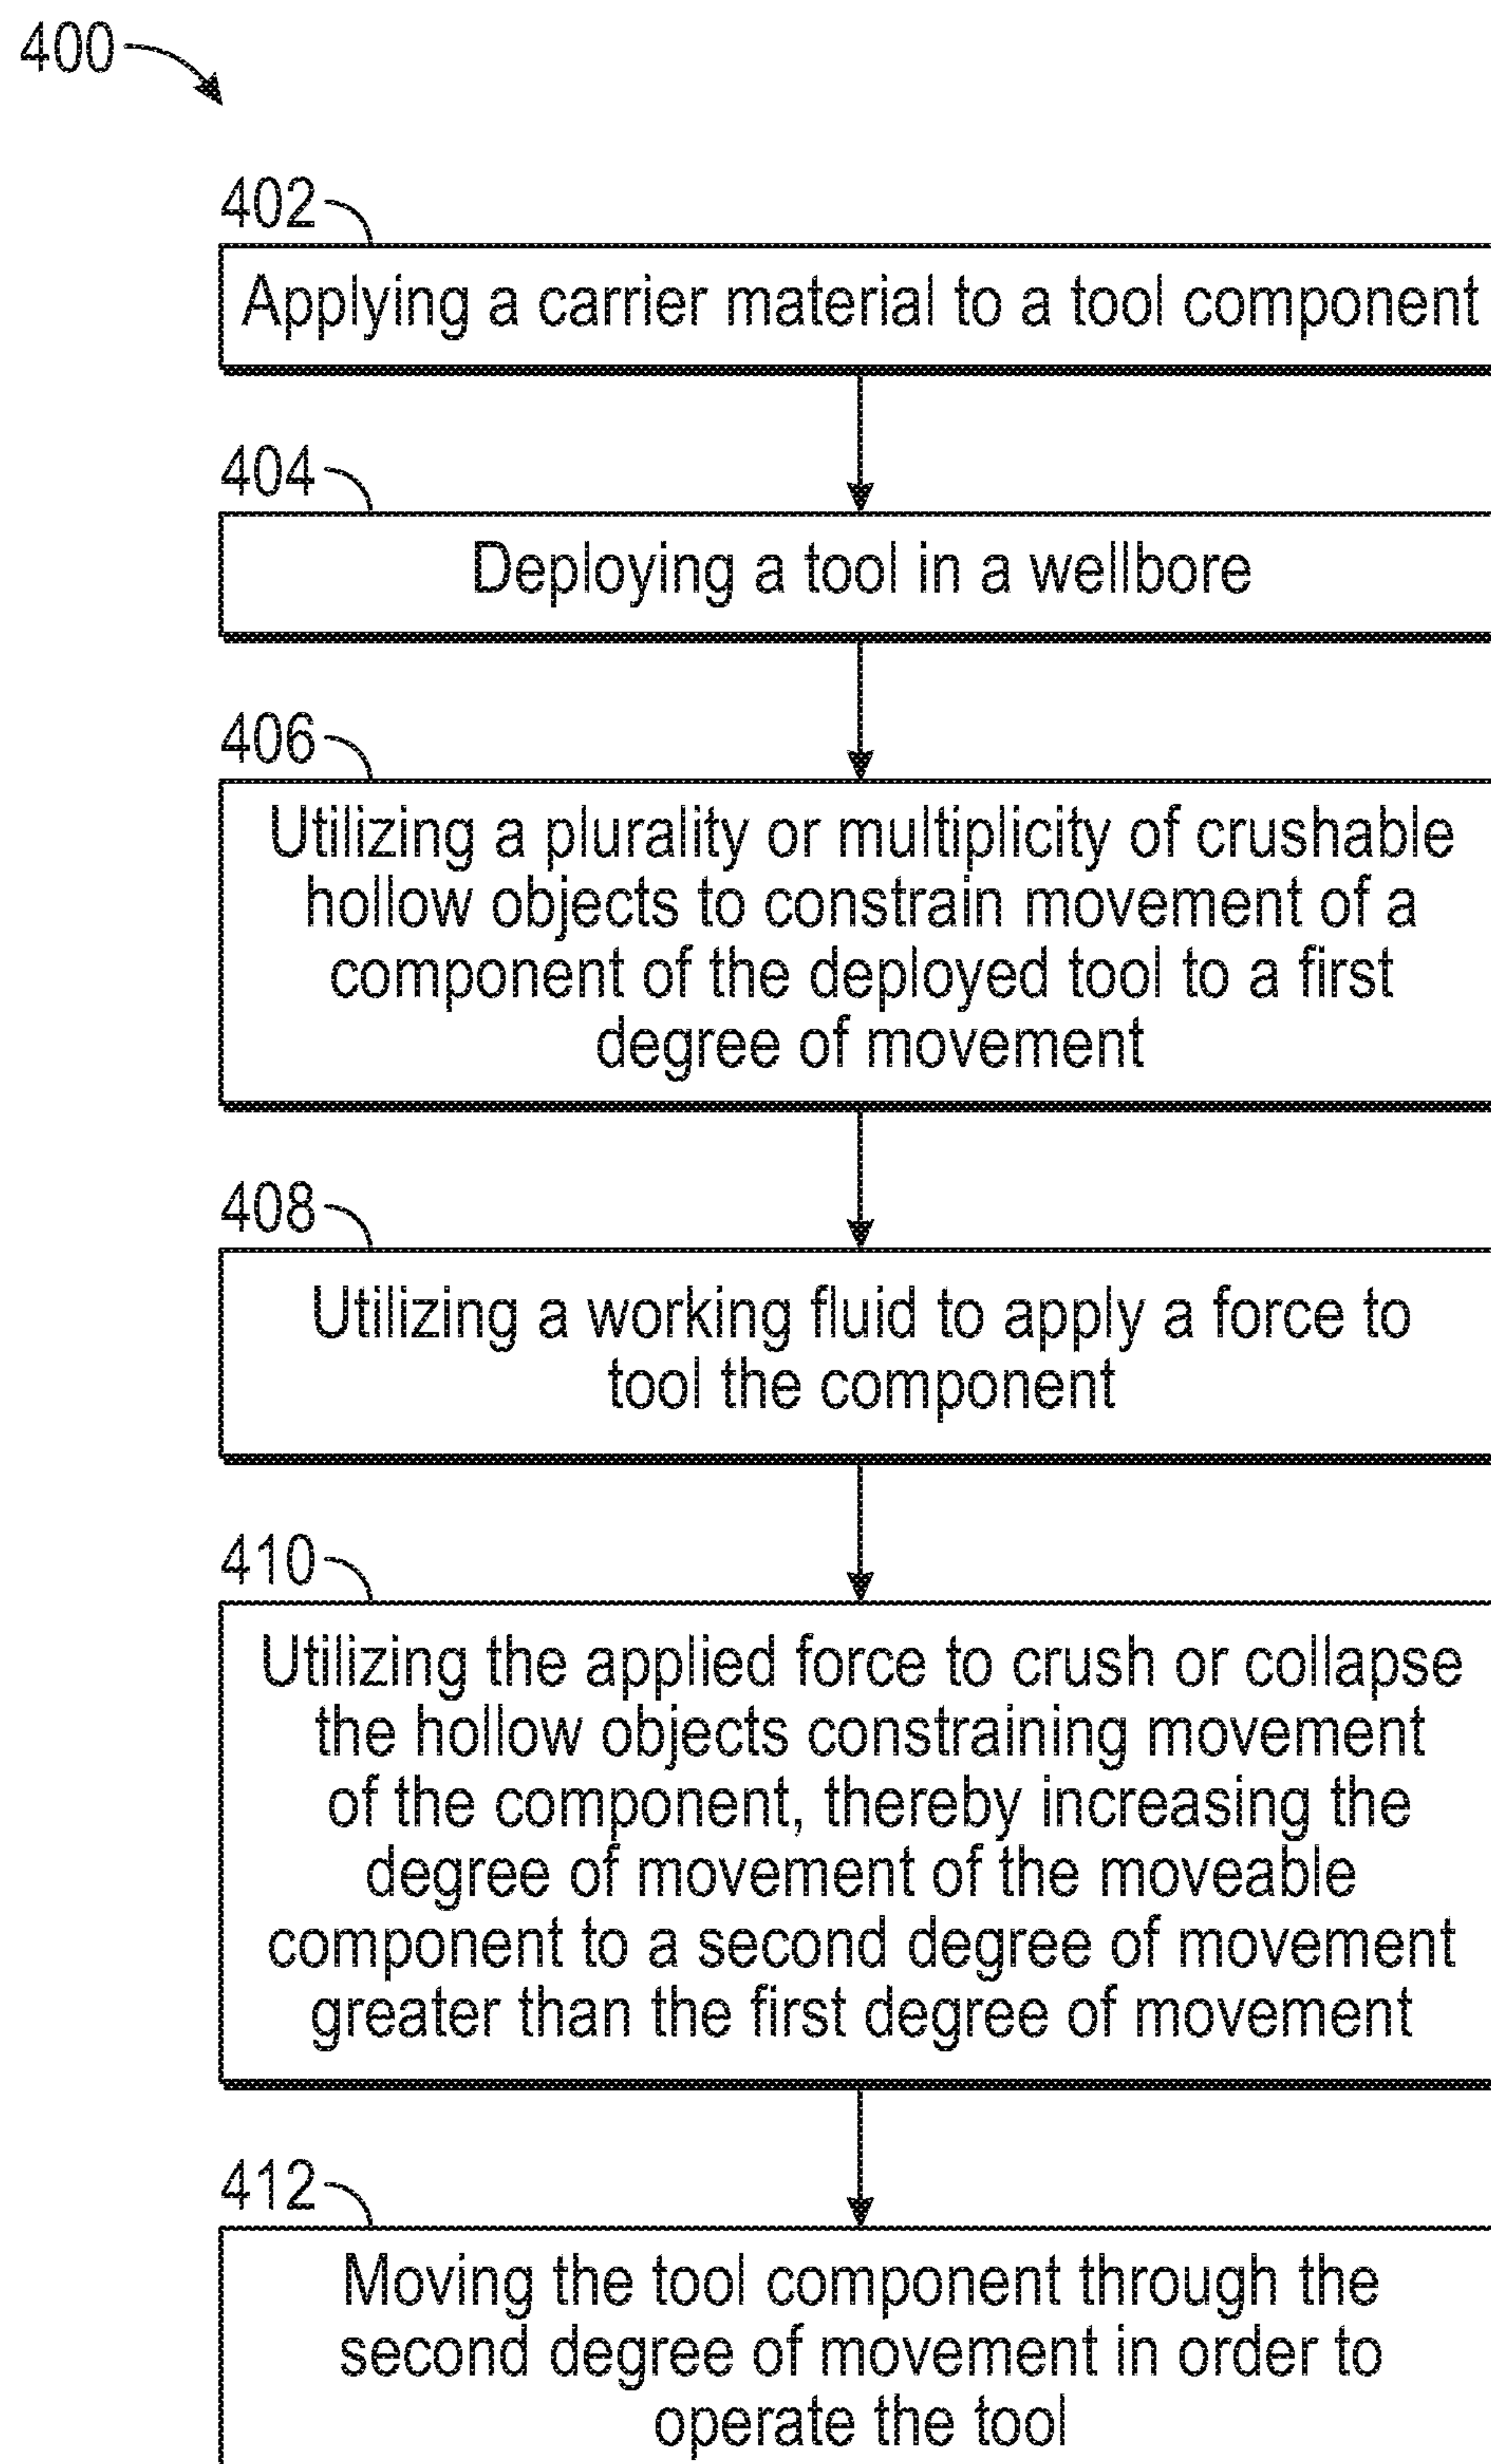 400
402
Applying a carrier material to a tool component
404
Deploying a tool in a wellbore
406
Utilizing a plurality or multiplicity of crushable
hollow objects to constrain movement of a
component of the deployed tool to a first
degree of movement
408
Utilizing a working fluid to apply a force to
tool the component
410
Utilizing the applied force to crush or collapse
the hollow objects constraining movement
of the component, thereby increasing the
degree of movement of the moveable
component to a second degree of movement
greater than the first degree of movement
412
Moving the tool component through the
second degree of movement in order to
operate the tool